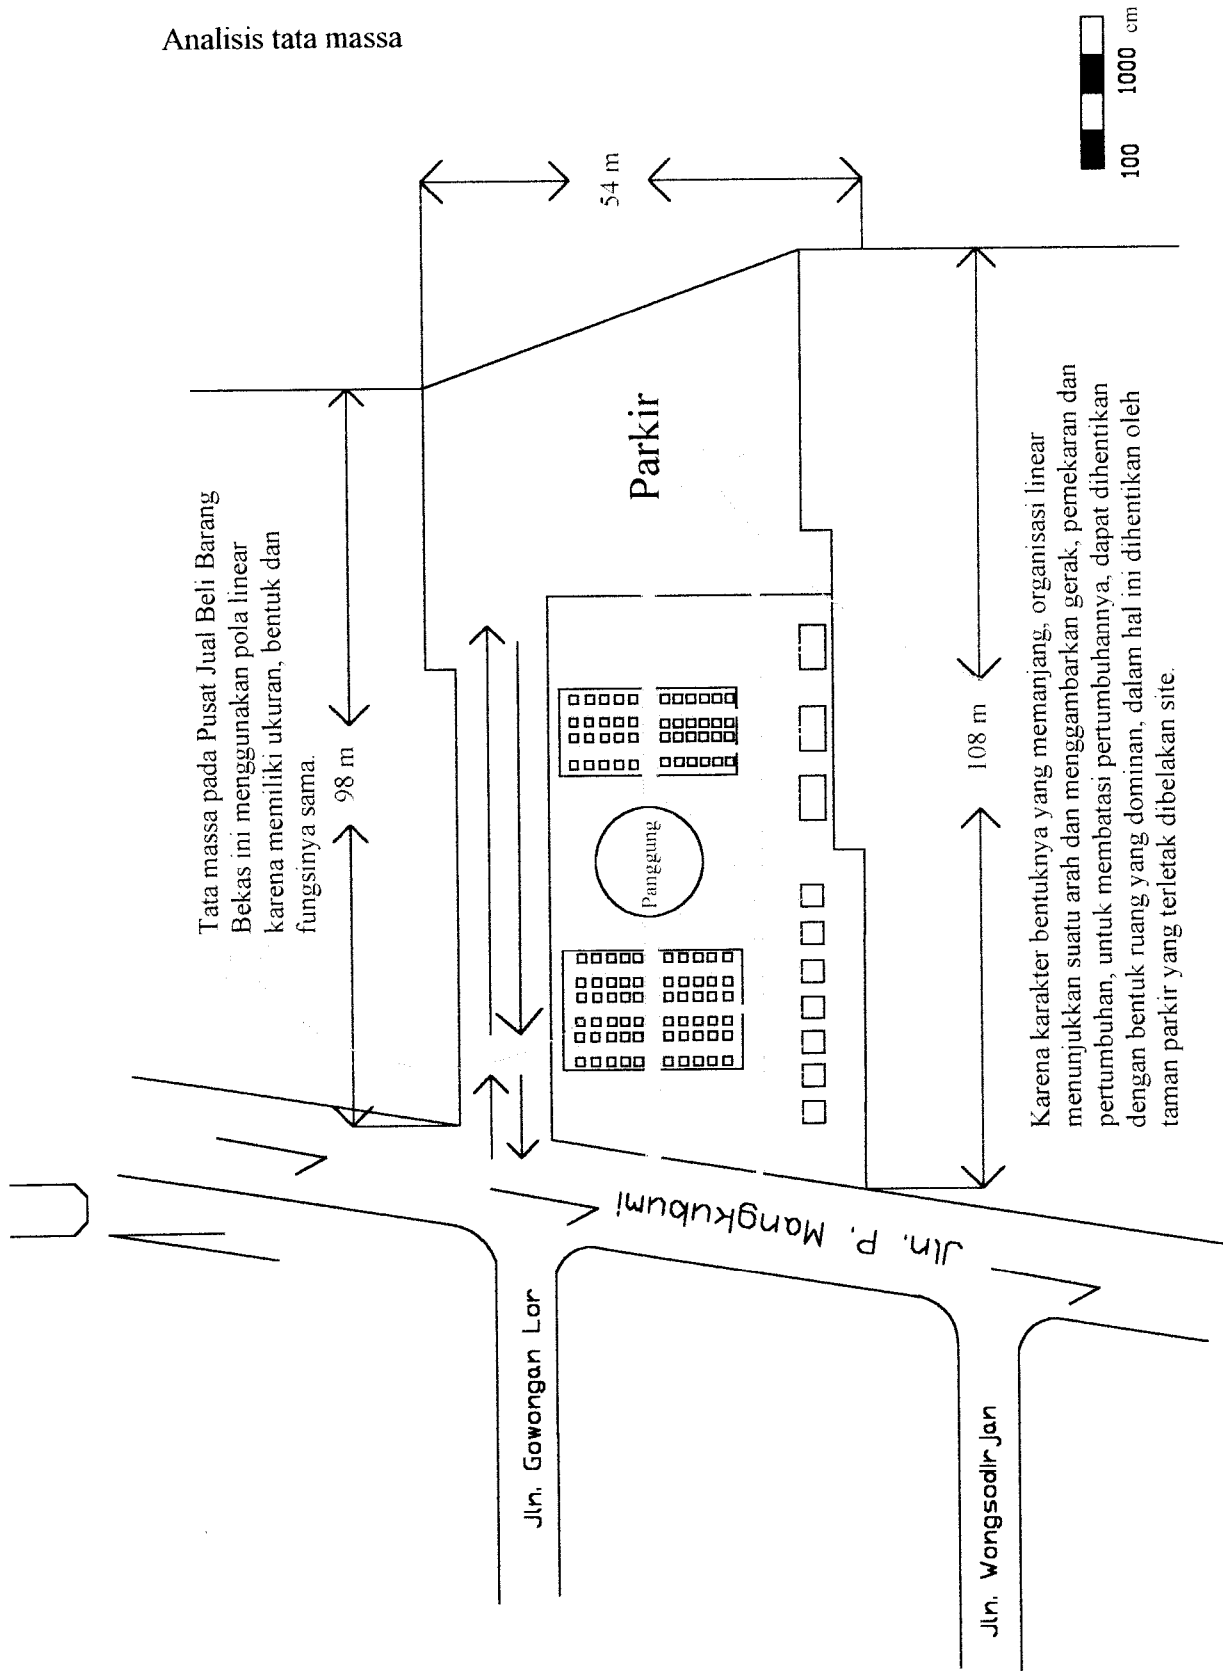 Analisis tata massa
100 1000 cm
54 m
Tata massa pada Pusat Jual Beli Barang
Bekas ini menggunakan pola linear
karena memiliki ukuran, bentuk dan
fungsinya sama.
98 m
Parkir
Panggung
108 m
Karena karakter bentuknya yang memanjang, organisasi linear
menunjukkan suatu arah dan menggambarkan gerak, pemekaran dan
pertumbuhan, untuk membatasi pertumbuhannya, dapat dihentikan
dengan bentuk ruang yang dominan, dalam hal ini dihentikan oleh
taman parkir yang terletak dibelakan site.
Jln. P. Mangkubumi
Jln. Gowongan Lor
Jln. Wongsodirjan